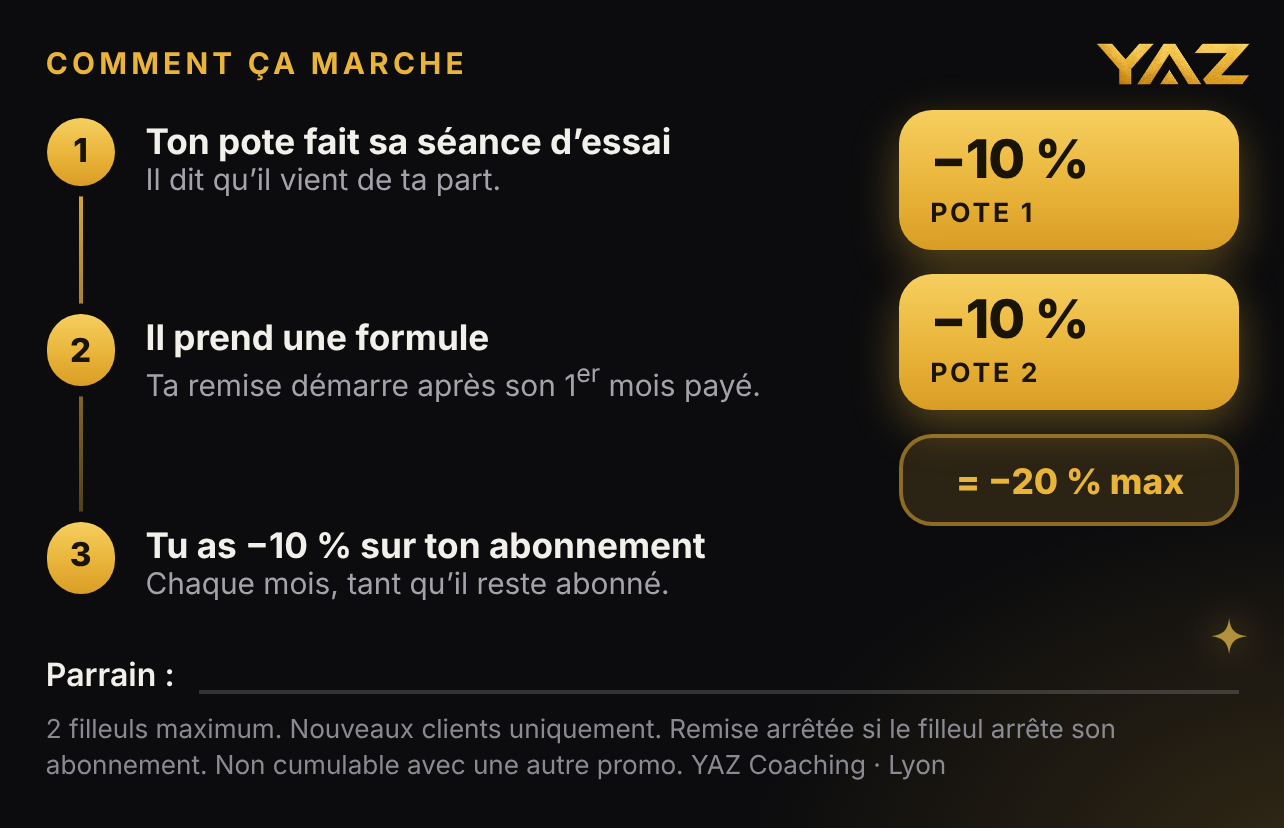 COMMENT ÇA MARCHE
YAZ
1
Ton pote fait sa séance d’essai
Il dit qu’il vient de ta part.
2
Il prend une formule
Ta remise démarre après son 1er mois payé.
3
Tu as −10 % sur ton abonnement
Chaque mois, tant qu’il reste abonné.
−10 %
POTE 1
−10 %
POTE 2
= −20 % max
Parrain :
2 filleuls maximum. Nouveaux clients uniquement. Remise arrêtée si le filleul arrête son
abonnement. Non cumulable avec une autre promo. YAZ Coaching · Lyon